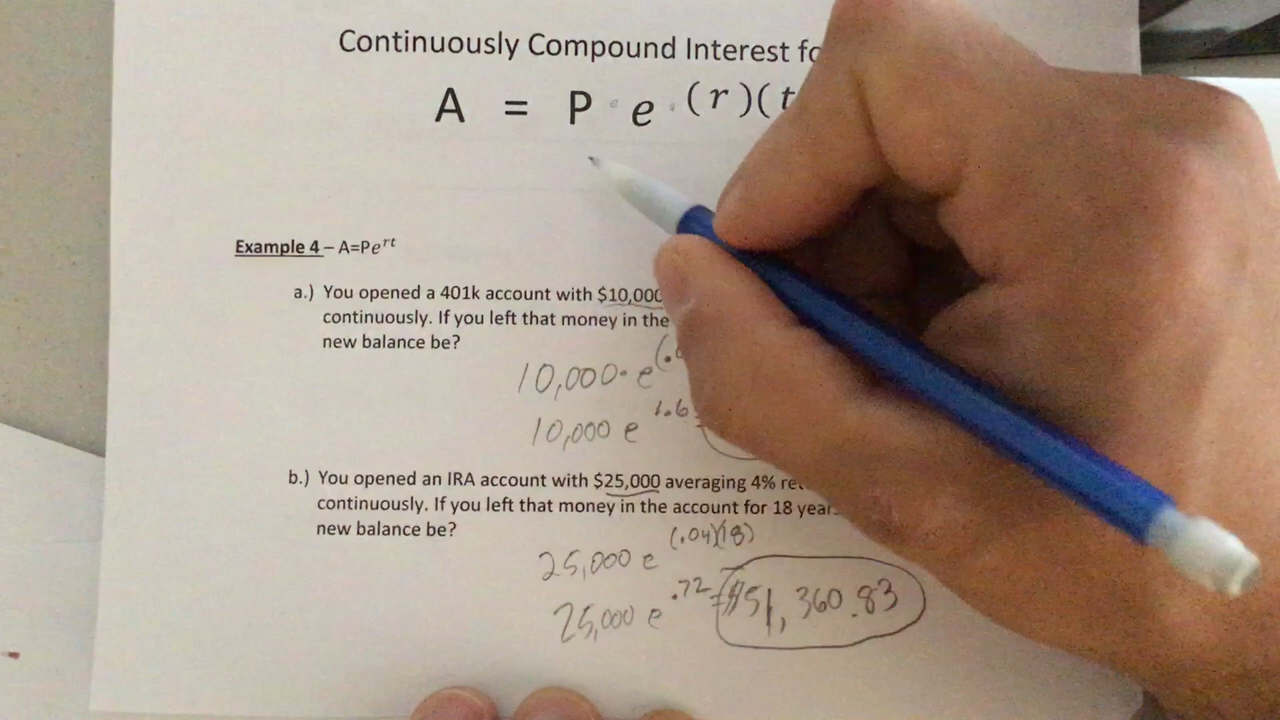 Continuously Compound Interest fo
A = P · e · (r)(t
Example 4 – A=Pe^rt
a.) You opened a 401k account with $10,000
continuously. If you left that money in the
new balance be?
10,000· e^(.0
10,000 e^1.6
b.) You opened an IRA account with $25,000 averaging 4% re
continuously. If you left that money in the account for 18 year
new balance be?
25,000 e^(.04)(18)
25,000 e^.72 = $51,360.83